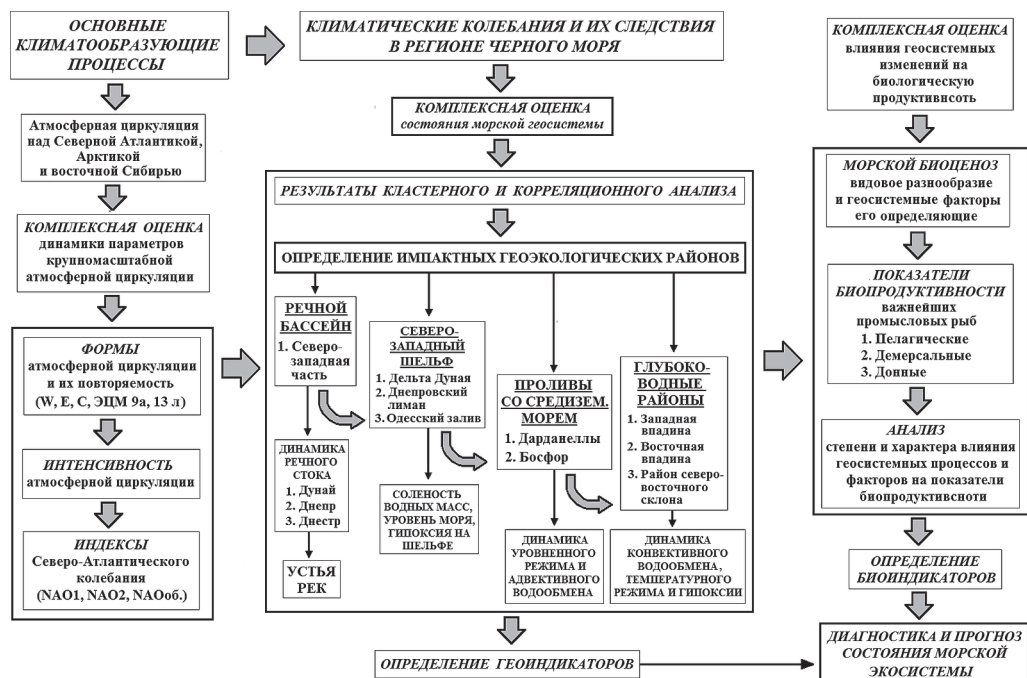 ОСНОВНЫЕ
КЛИМАТООБРАЗУЮЩИЕ
ПРОЦЕССЫ
Атмосферная циркуляция
над Северной Атлантикой,
Арктикой
и восточной Сибирью
КОМПЛЕКСНАЯ ОЦЕНКА
динамики параметров
крупномасштабной
атмосферной циркуляции
ФОРМЫ
атмосферной циркуляции
и их повторяемость
(W, E, C, ЭЦМ 9а, 13 л)
ИНТЕНСИВНОСТЬ
атмосферной циркуляции
ИНДЕКСЫ
Северо-Атлантического
колебания
(NAO1, NAO2, NAOоб.)
КЛИМАТИЧЕСКИЕ КОЛЕБАНИЯ И ИХ СЛЕДСТВИЯ
В РЕГИОНЕ ЧЕРНОГО МОРЯ
КОМПЛЕКСНАЯ ОЦЕНКА
состояния морской геосистемы
РЕЗУЛЬТАТЫ КЛАСТЕРНОГО И КОРРЕЛЯЦИОННОГО АНАЛИЗА
ОПРЕДЕЛЕНИЕ ИМПАКТНЫХ ГЕОЭКОЛОГИЧЕСКИХ РАЙОНОВ
РЕЧНОЙ
БАССЕЙН
1. Северо-
западная
часть
ДИНАМИКА
РЕЧНОГО
СТОКА
1. Дунай
2. Днепр
3. Днестр
УСТЬЯ
РЕК
СЕВЕРО-
ЗАПАДНЫЙ
ШЕЛЬФ
1. Дельта Дуная
2. Днепровский
лиман
3. Одесский залив
СОЛЕНОСТЬ
ВОДНЫХ МАСС,
УРОВЕНЬ МОРЯ,
ГИПОКСИЯ НА
ШЕЛЬФЕ
ПРОЛИВЫ
СО СРЕДИЗЕМ.
МОРЕМ
1. Дарданеллы
2. Босфор
ДИНАМИКА
УРОВНЕННОГО
РЕЖИМА И
АДВЕКТИВНОГО
ВОДООБМЕНА
ГЛУБОКО-
ВОДНЫЕ
РАЙОНЫ
1. Западная
впадина
2. Восточная
впадина
3. Район северо-
восточного
склона
ДИНАМИКА
КОНВЕКТИВНОГО
ВОДООБМЕНА,
ТЕМПЕРАТУРНОГО
РЕЖИМА И ГИПОКСИИ
ОПРЕДЕЛЕНИЕ ГЕОИНДИКАТОРОВ
КОМПЛЕКСНАЯ ОЦЕНКА
влияния геосистемных
изменений на
биологическую
продуктивнсоть
МОРСКОЙ БИОЦЕНОЗ
видовое разнообразие
и геосистемные факторы
его определяющие
ПОКАЗАТЕЛИ
БИОПРОДУКТИВНОСТИ
важнейших
промысловых рыб
1. Пелагические
2. Демерсальные
3. Донные
АНАЛИЗ
степени и характера влияния
геосистемных процессов и
факторов на показатели
биопродуктивсноти
ОПРЕДЕЛЕНИЕ
БИОИНДИКАТОРОВ
ДИАГНОСТИКА И ПРОГНОЗ
СОСТОЯНИЯ МОРСКОЙ
ЭКОСИСТЕМЫ